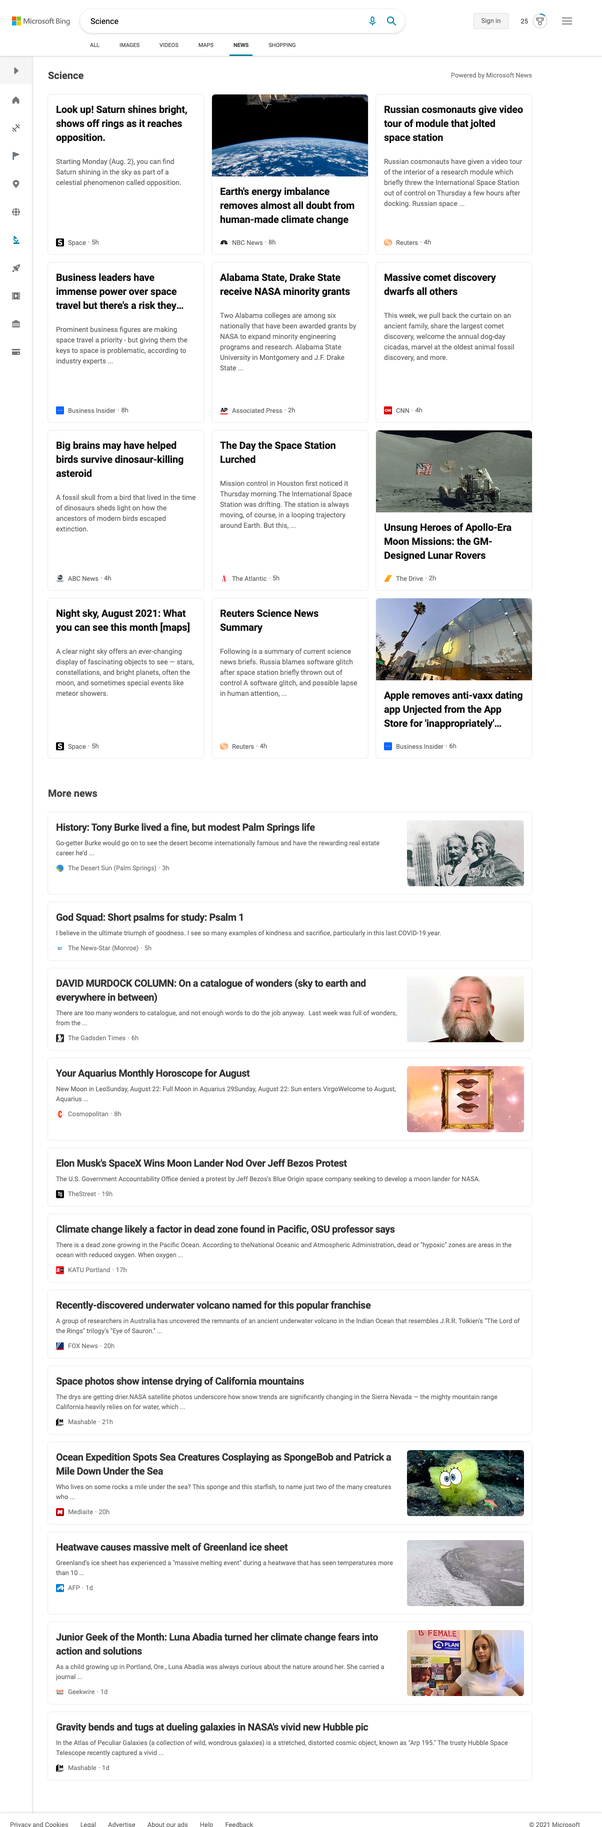 Microsoft Bing
Science
Sign in
25
ALL IMAGES VIDEOS MAPS NEWS SHOPPING
Science
Powered by Microsoft News
Look up! Saturn shines bright,
shows off rings as it reaches
opposition.
Starting Monday (Aug. 2), you can find
Saturn shining in the sky as part of a
celestial phenomenon called opposition.
Space · 5h
Earth's energy imbalance
removes almost all doubt from
human-made climate change
NBC News · 8h
Russian cosmonauts give video
tour of module that jolted
space station
Russian cosmonauts have given a video tour
of the interior of a research module which
briefly threw the International Space Station
out of control on Thursday a few hours after
docking. Russian space ...
Reuters · 4h
Business leaders have
immense power over space
travel but there's a risk they…
Prominent business figures are making
space travel a priority - but giving them the
keys to space is problematic, according to
industry experts ...
Business Insider · 8h
Alabama State, Drake State
receive NASA minority grants
Two Alabama colleges are among six
nationally that have been awarded grants by
NASA to expand minority engineering
programs and research. Alabama State
University in Montgomery and J.F. Drake
State ...
Associated Press · 2h
Massive comet discovery
dwarfs all others
This week, we pull back the curtain on an
ancient family, share the largest comet
discovery, welcome the annual dog-day
cicadas, marvel at the oldest animal fossil
discovery, and more.
CNN · 4h
Big brains may have helped
birds survive dinosaur-killing
asteroid
A fossil skull from a bird that lived in the time
of dinosaurs sheds light on how the
ancestors of modern birds escaped
extinction.
ABC News · 4h
The Day the Space Station
Lurched
Mission control in Houston first noticed it
Thursday morning.The International Space
Station was drifting. The station is always
moving, of course, in a looping trajectory
around Earth. But this, ...
The Atlantic · 5h
Unsung Heroes of Apollo-Era
Moon Missions: the GM-
Designed Lunar Rovers
The Drive · 2h
Night sky, August 2021: What
you can see this month [maps]
A clear night sky offers an ever-changing
display of fascinating objects to see — stars,
constellations, and bright planets, often the
moon, and sometimes special events like
meteor showers.
Space · 5h
Reuters Science News
Summary
Following is a summary of current science
news briefs. Russia blames software glitch
after space station briefly thrown out of
control A software glitch, and possible lapse
in human attention, ...
Reuters · 4h
Apple removes anti-vaxx dating
app Unjected from the App
Store for 'inappropriately'…
Business Insider · 6h
More news
History: Tony Burke lived a fine, but modest Palm Springs life
Go-getter Burke would go on to see the desert become internationally famous and have the rewarding real estate
career he'd ...
The Desert Sun (Palm Springs) · 3h
God Squad: Short psalms for study: Psalm 1
I believe in the ultimate triumph of goodness. I see so many examples of kindness and sacrifice, particularly in this last COVID-19 year.
The News-Star (Monroe) · 5h
DAVID MURDOCK COLUMN: On a catalogue of wonders (sky to earth and
everywhere in between)
There are too many wonders to catalogue, and not enough words to do the job anyway. Last week was full of wonders,
from the ...
The Gadsden Times · 6h
Your Aquarius Monthly Horoscope for August
New Moon in LeoSunday, August 22: Full Moon in Aquarius 29Sunday, August 22: Sun enters VirgoWelcome to August,
Aquarius ...
Cosmopolitan · 8h
Elon Musk's SpaceX Wins Moon Lander Nod Over Jeff Bezos Protest
The U.S. Government Accountability Office denied a protest by Jeff Bezos's Blue Origin space company seeking to develop a moon lander for NASA.
TheStreet · 19h
Climate change likely a factor in dead zone found in Pacific, OSU professor says
There is a dead zone growing in the Pacific Ocean. According to theNational Oceanic and Atmospheric Administration, dead or "hypoxic" zones are areas in the
ocean with reduced oxygen. When oxygen ...
KATU Portland · 17h
Recently-discovered underwater volcano named for this popular franchise
A group of researchers in Australia has uncovered the remnants of an ancient underwater volcano in the Indian Ocean that resembles J.R.R. Tolkien's "The Lord of
the Rings" trilogy's "Eye of Sauron." ...
FOX News · 20h
Space photos show intense drying of California mountains
The drys are getting drier.NASA satellite photos underscore how snow trends are significantly changing in the Sierra Nevada — the mighty mountain range
California heavily relies on for water, which ...
Mashable · 21h
Ocean Expedition Spots Sea Creatures Cosplaying as SpongeBob and Patrick a
Mile Down Under the Sea
Who lives on some rocks a mile under the sea? This sponge and this starfish, to name just two of the many creatures
who ...
Mediaite · 20h
Heatwave causes massive melt of Greenland ice sheet
Greenland's ice sheet has experienced a "massive melting event" during a heatwave that has seen temperatures more
than 10 ...
AFP · 1d
Junior Geek of the Month: Luna Abadia turned her climate change fears into
action and solutions
As a child growing up in Portland, Ore., Luna Abadia was always curious about the nature around her. She carried a
journal ...
Geekwire · 1d
IS FEMALE
PLAN
Gravity bends and tugs at dueling galaxies in NASA's vivid new Hubble pic
In the Atlas of Peculiar Galaxies (a collection of wild, wondrous galaxies) is a stretched, distorted cosmic object, known as "Arp 195." The trusty Hubble Space
Telescope recently captured a vivid ...
Mashable · 1d
Privacy and Cookies Legal Advertise About our ads Help Feedback
© 2021 Microsoft